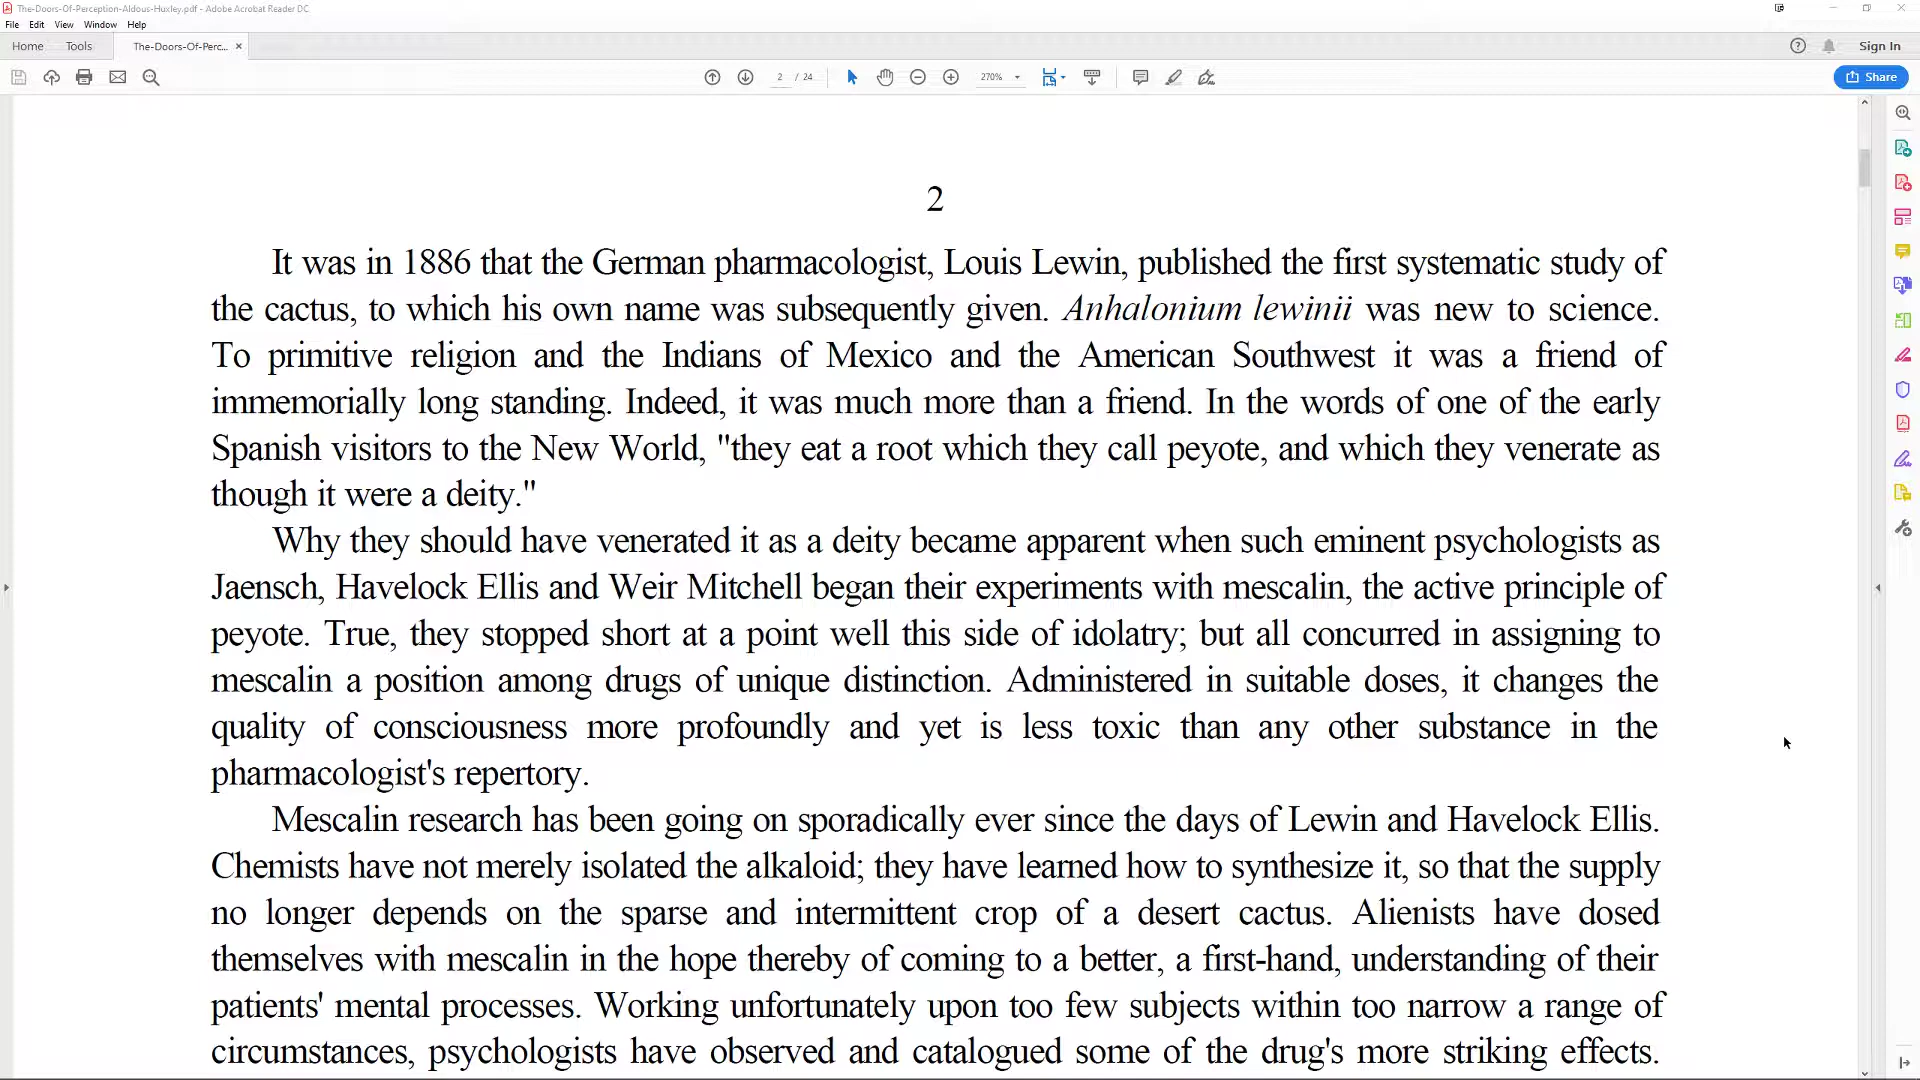 The-Doors-Of-Perception-Aldous-Huxley.pdf - Adobe Acrobat Reader DC
File Edit View Window Help
Home Tools The-Doors-Of-Perc... × Sign In
2 / 24 270% Share
2
It was in 1886 that the German pharmacologist, Louis Lewin, published the first systematic study of
the cactus, to which his own name was subsequently given. Anhalonium lewinii was new to science.
To primitive religion and the Indians of Mexico and the American Southwest it was a friend of
immemorially long standing. Indeed, it was much more than a friend. In the words of one of the early
Spanish visitors to the New World, "they eat a root which they call peyote, and which they venerate as
though it were a deity."
Why they should have venerated it as a deity became apparent when such eminent psychologists as
Jaensch, Havelock Ellis and Weir Mitchell began their experiments with mescalin, the active principle of
peyote. True, they stopped short at a point well this side of idolatry; but all concurred in assigning to
mescalin a position among drugs of unique distinction. Administered in suitable doses, it changes the
quality of consciousness more profoundly and yet is less toxic than any other substance in the
pharmacologist's repertory.
Mescalin research has been going on sporadically ever since the days of Lewin and Havelock Ellis.
Chemists have not merely isolated the alkaloid; they have learned how to synthesize it, so that the supply
no longer depends on the sparse and intermittent crop of a desert cactus. Alienists have dosed
themselves with mescalin in the hope thereby of coming to a better, a first-hand, understanding of their
patients' mental processes. Working unfortunately upon too few subjects within too narrow a range of
circumstances, psychologists have observed and catalogued some of the drug's more striking effects.